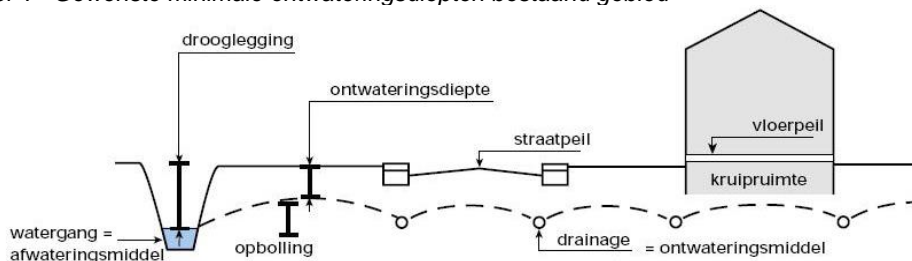 Gewenste minimale ontwateringsdiepten bestaand gebied
drooglegging
ontwateringsdiepte
straatpeil
vloerpeil
kruipruimte
watergang =
afwateringsmiddel
opbolling
drainage = ontwateringsmiddel